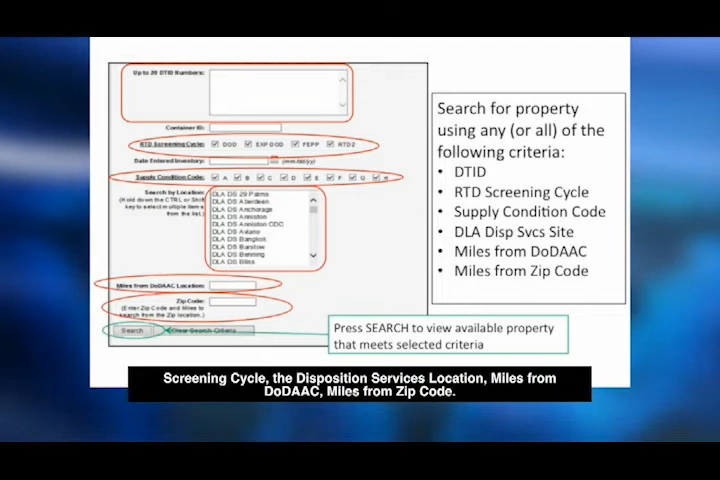 Up to 20 DTID Numbers:
Container ID:
RTD Screening Cycle: DOD EXP DOD FEPP RTD2
Date Entered Inventory: (mm/dd/yy)
Supply Condition Code: A B C D E F G H
Search by Location:
(Hold down the CTRL or Shift
key to select multiple items
from the list.)
DLA DS 29 Palms
DLA DS Aberdeen
DLA DS Anchorage
DLA DS Anniston
DLA DS Anniston CDC
DLA DS Aviano
DLA DS Bangkok
DLA DS Barstow
DLA DS Benning
DLA DS Bliss
Miles from DoDAAC Location:
Zip Code:
(Enter Zip Code and Miles to
search from the Zip location.)
Search Clear Search Criteria
Search for property
using any (or all) of the
following criteria:
• DTID
• RTD Screening Cycle
• Supply Condition Code
• DLA Disp Svcs Site
• Miles from DoDAAC
• Miles from Zip Code
Press SEARCH to view available property
that meets selected criteria
Screening Cycle, the Disposition Services Location, Miles from
DoDAAC, Miles from Zip Code.